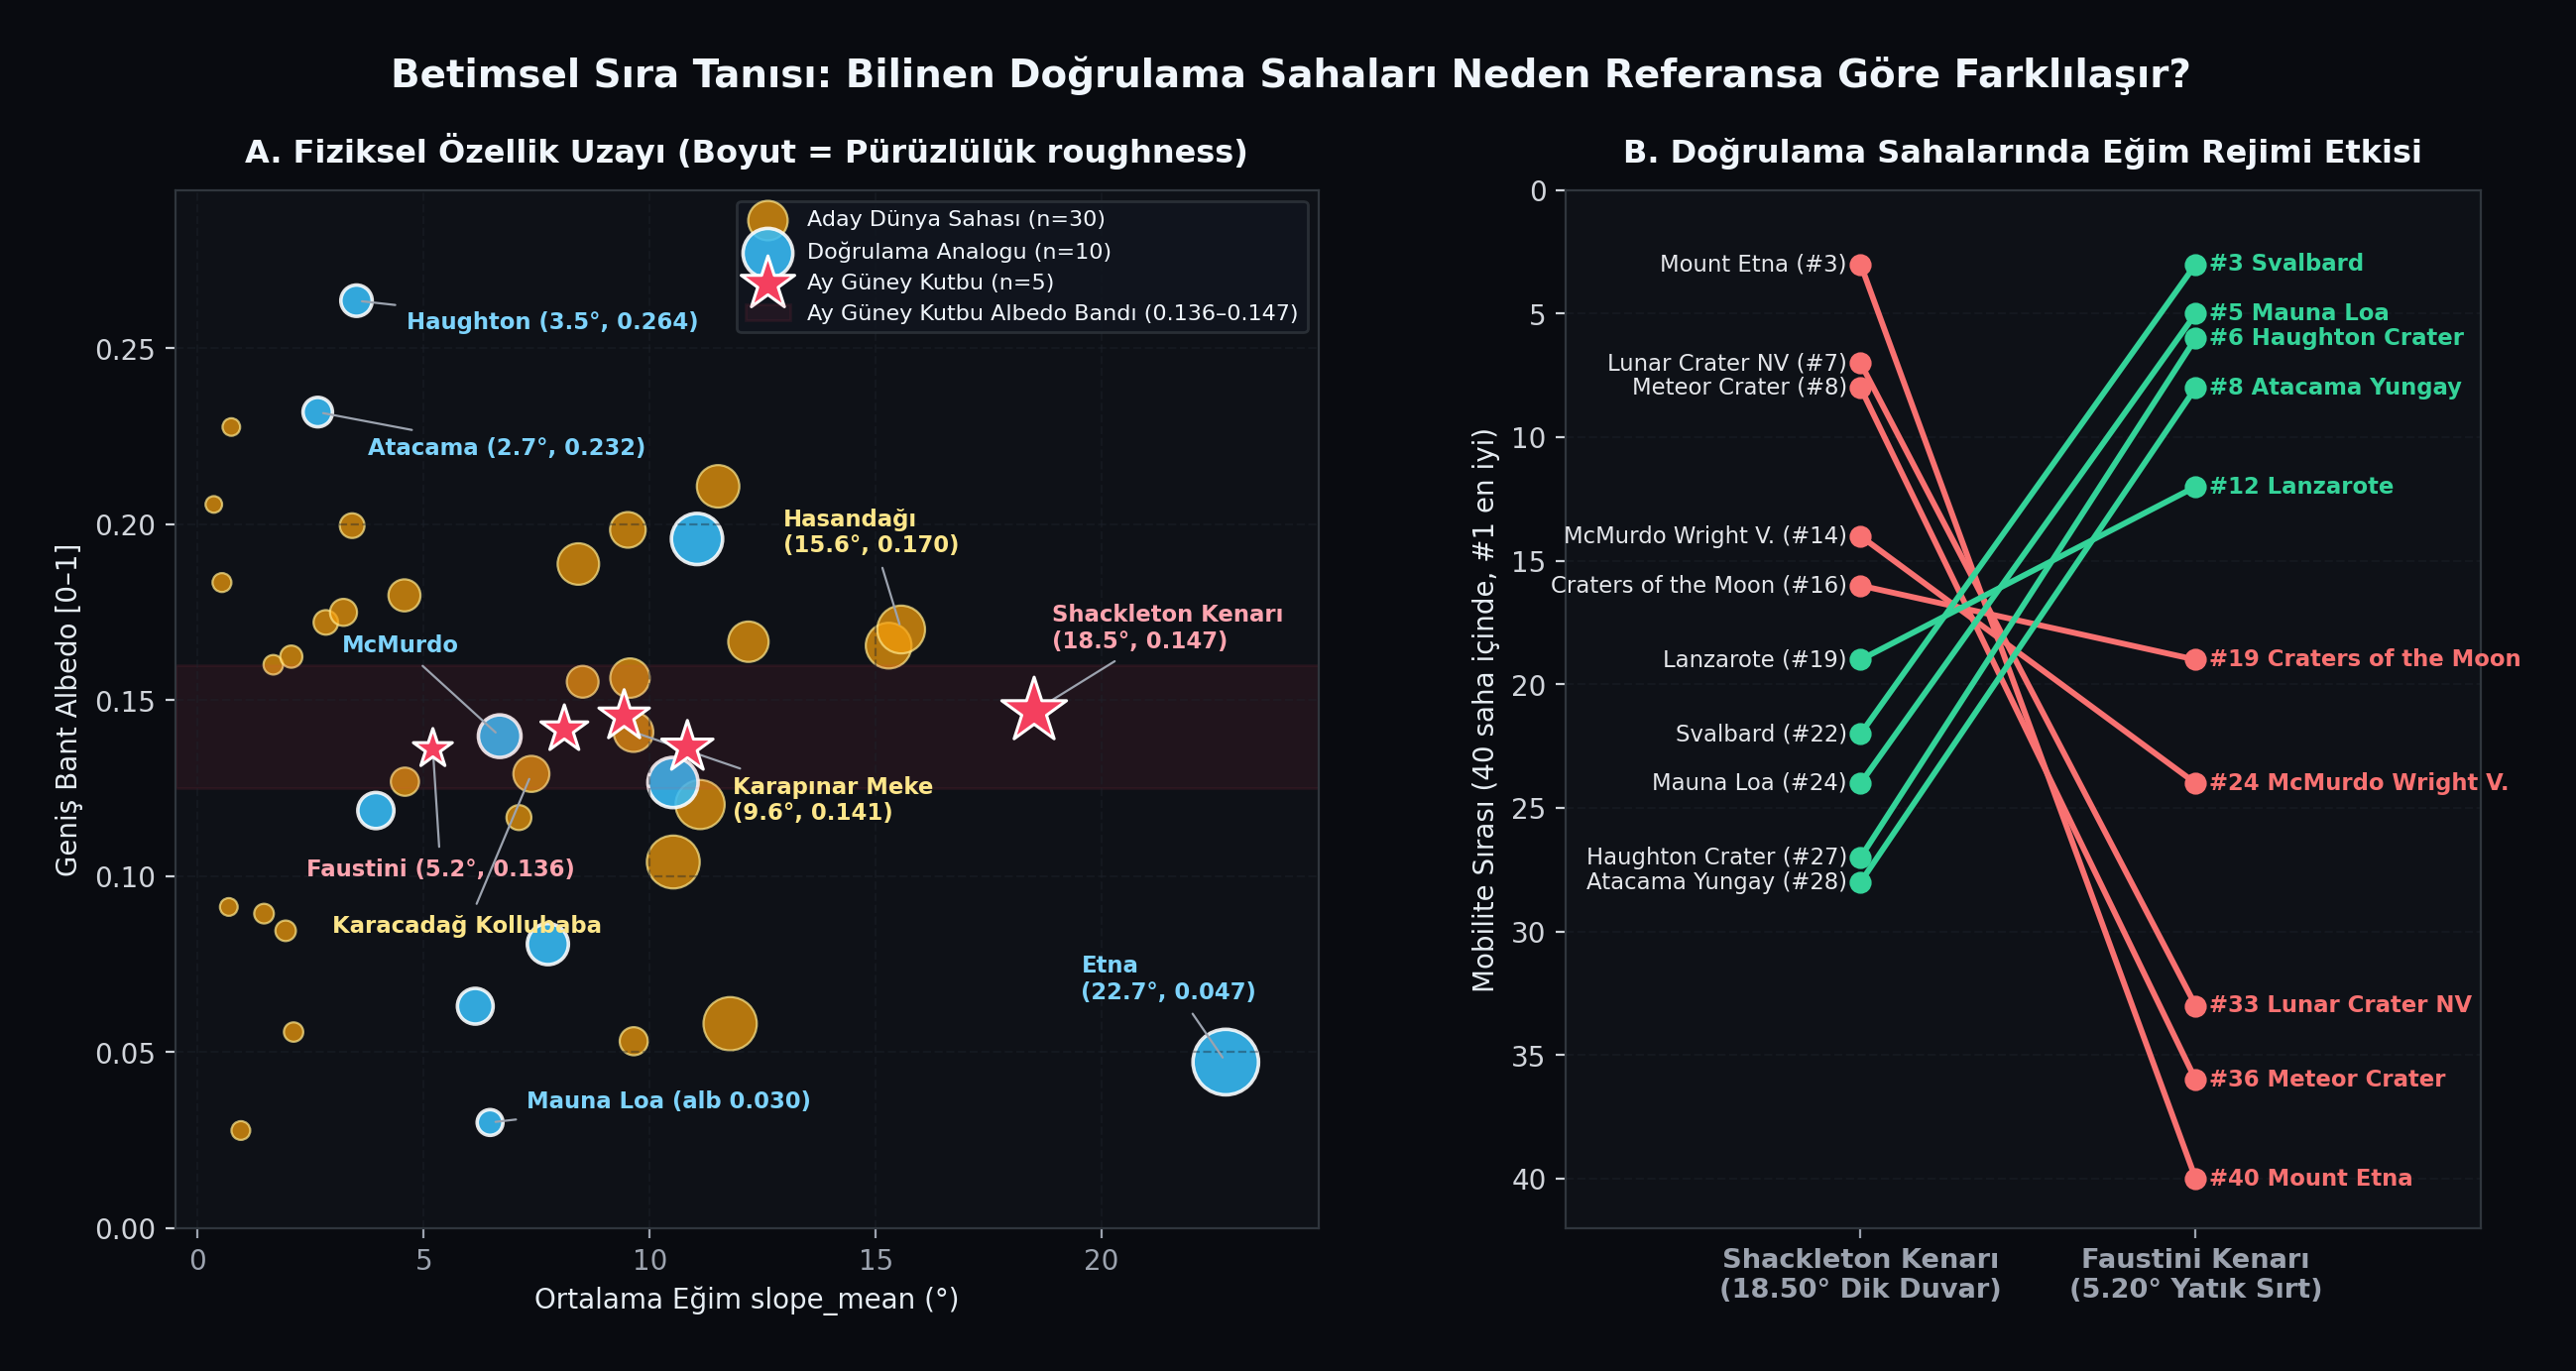 Betimsel Sıra Tanısı: Bilinen Doğrulama Sahaları Neden Referansa Göre Farklılaşır?
A. Fiziksel Özellik Uzayı (Boyut = Pürüzlülük roughness)
Geniş Bant Albedo [0–1]
0.25
0.20
0.15
0.10
0.05
0.00
Aday Dünya Sahası (n=30)
Doğrulama Analogu (n=10)
Ay Güney Kutbu (n=5)
Ay Güney Kutbu Albedo Bandı (0.136–0.147)
Haughton (3.5°, 0.264)
Atacama (2.7°, 0.232)
Hasandağı
(15.6°, 0.170)
Shackleton Kenarı
(18.5°, 0.147)
McMurdo
Karapınar Meke
(9.6°, 0.141)
Faustini (5.2°, 0.136)
Karacadağ Kollubaba
Etna
(22.7°, 0.047)
Mauna Loa (alb 0.030)
0
5
10
15
20
Ortalama Eğim slope_mean (°)
B. Doğrulama Sahalarında Eğim Rejimi Etkisi
Mobilite Sırası (40 saha içinde, #1 en iyi)
0
5
10
15
20
25
30
35
40
Mount Etna (#3)
Lunar Crater NV (#7)
Meteor Crater (#8)
McMurdo Wright V. (#14)
Craters of the Moon (#16)
Lanzarote (#19)
Svalbard (#22)
Mauna Loa (#24)
Haughton Crater (#27)
Atacama Yungay (#28)
#3 Svalbard
#5 Mauna Loa
#6 Haughton Crater
#8 Atacama Yungay
#12 Lanzarote
#19 Craters of the Moon
#24 McMurdo Wright V.
#33 Lunar Crater NV
#36 Meteor Crater
#40 Mount Etna
Shackleton Kenarı
(18.50° Dik Duvar)
Faustini Kenarı
(5.20° Yatık Sırt)